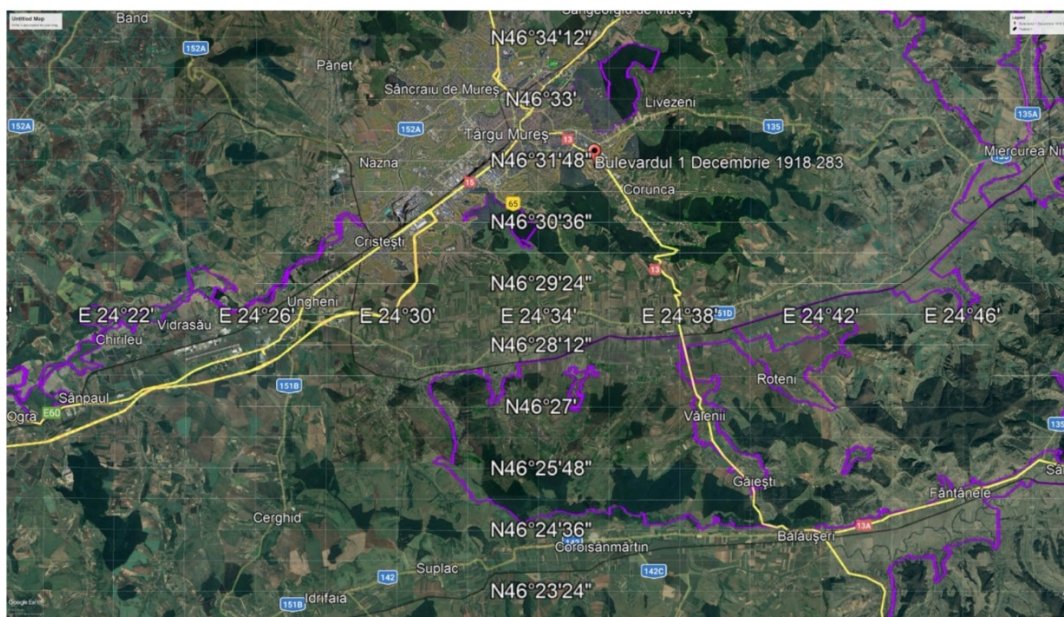 Untitled Map
Band
152A
Sângeorgiu de Mureș
N46°34'12"
Pănet
Sâncraiu de Mureș
N46°33'
Livezeni
152A
152A
Târgu Mureș
13
135
135A
Miercurea Nir
Nazna
N46°31'48"
Bulevardul 1 Decembrie 1918 283
15
Corunca
65
N46°30'36"
Cristești
N46°29'24"
13
Ungheni
E 24°22'
E 24°26'
E 24°30'
E 24°34'
E 24°38'
151D
E 24°42'
E 24°46'
Vidrasău
Chirileu
N46°28'12"
Sânpaul
151B
Roteni
Ogra
E60
N46°27'
Vălenii
135
N46°25'48"
Găiești
Fântânele
Cerghid
N46°24'36"
13A
Bălăușeri
Coroisânmărtin
Suplac
142
142C
N46°23'24"
Idrifaia
151B
Google Earth